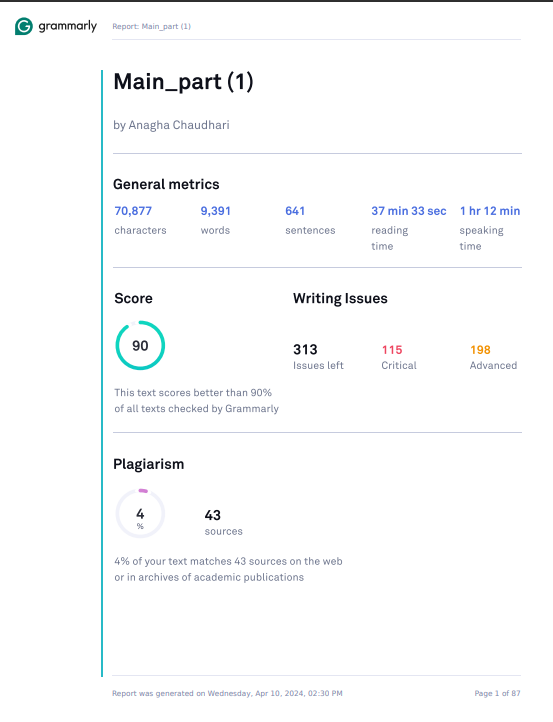 grammarly
Report: Main_part (1)
Main_part (1)
by Anagha Chaudhari
General metrics
70,877 9,391 641 37 min 33 sec 1 hr 12 min
characters words sentences reading speaking
time time
Score Writing Issues
90
313 115 198
Issues left Critical Advanced
This text scores better than 90%
of all texts checked by Grammarly
Plagiarism
4
%
43
sources
4% of your text matches 43 sources on the web
or in archives of academic publications
Report was generated on Wednesday, Apr 10, 2024, 02:30 PM Page 1 of 87